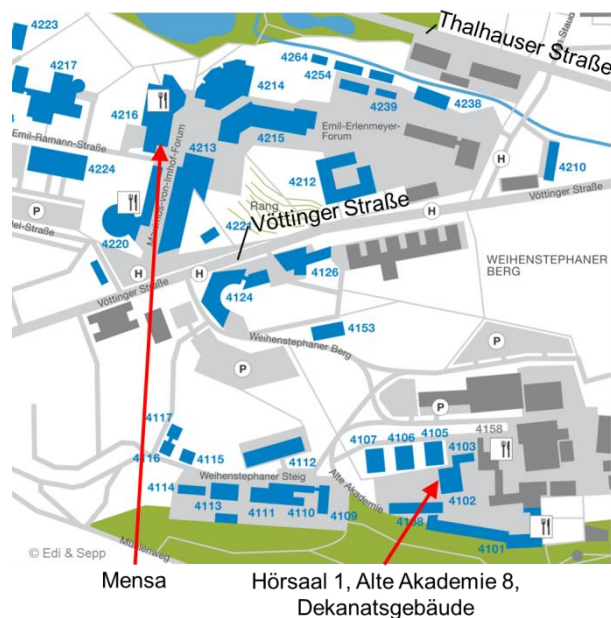 Thalhauser Straße
4223
4217
4216
4214
4264
4254
4239
4238
4213
4215
Emil-Erlenmeyer-
Forum
Emil-Ramann-Straße
4224
4212
H
4210
Vöttinger Straße
P
4220
4221
Rang
Vöttinger Straße
H
H
H
Vöttinger Straße
4124
4126
WEIHENSTEPHANER
BERG
4153
Weihenstephaner Berg
P
P
P
4117
4116
4115
4112
4107
4106
4105
4103
4158
Weihenstephaner Steig
Alte Akademie
4114
4113
4111
4110
4109
4102
4108
4101
© Edi & Sepp
Mensa
Hörsaal 1, Alte Akademie 8,
Dekanatsgebäude